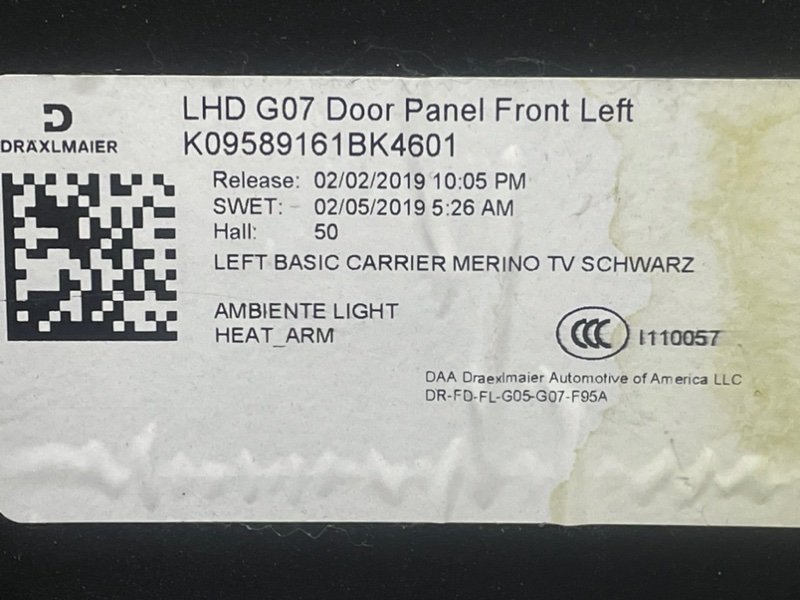 LHD G07 Door Panel Front Left
DRÄXLMAIER K09589161BK4601
Release: 02/02/2019 10:05 PM
SWET: - 02/05/2019 5:26 AM
Hall: 50
LEFT BASIC CARRIER MERINO TV SCHWARZ
AMBIENTE LIGHT
HEAT_ARM
CCC I110057
DAA Draexlmaier Automotive of America LLC
DR-FD-FL-G05-G07-F95A